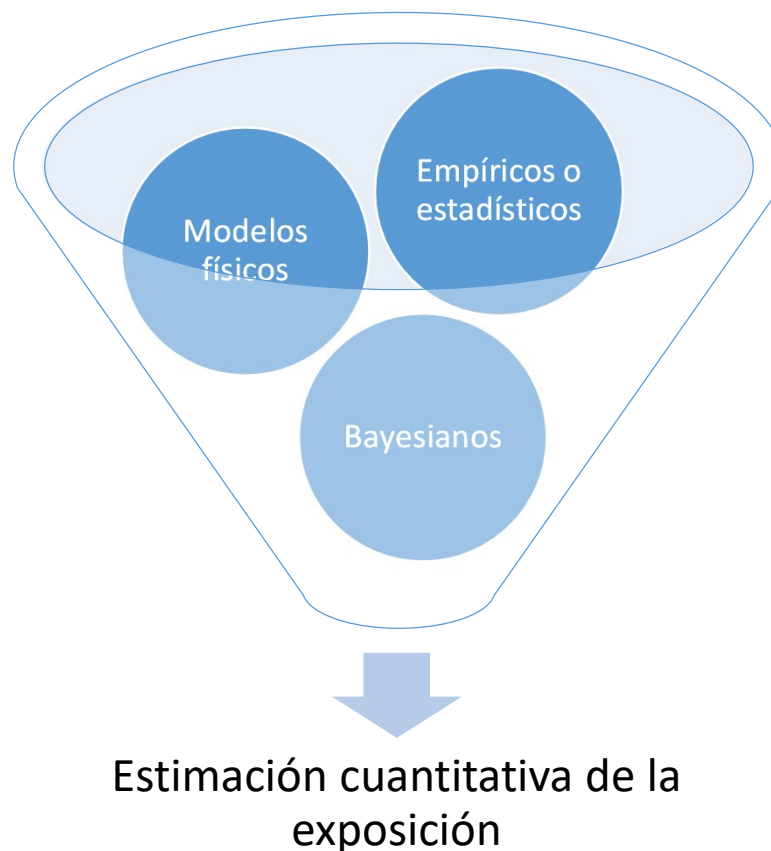 Empíricos o
estadísticos
Modelos
físicos
Bayesianos
Estimación cuantitativa de la
exposición